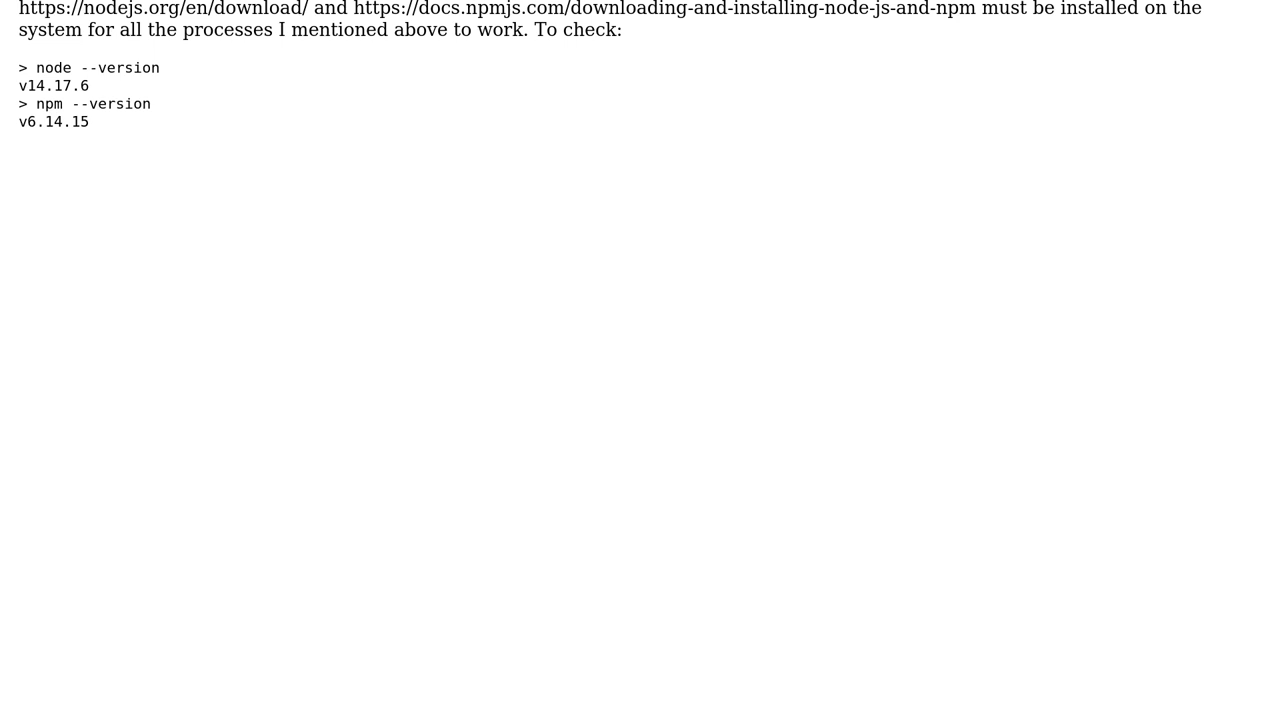 https://nodejs.org/en/download/ and https://docs.npmjs.com/downloading-and-installing-node-js-and-npm must be installed on the
system for all the processes I mentioned above to work. To check:
> node --version
v14.17.6
> npm --version
v6.14.15